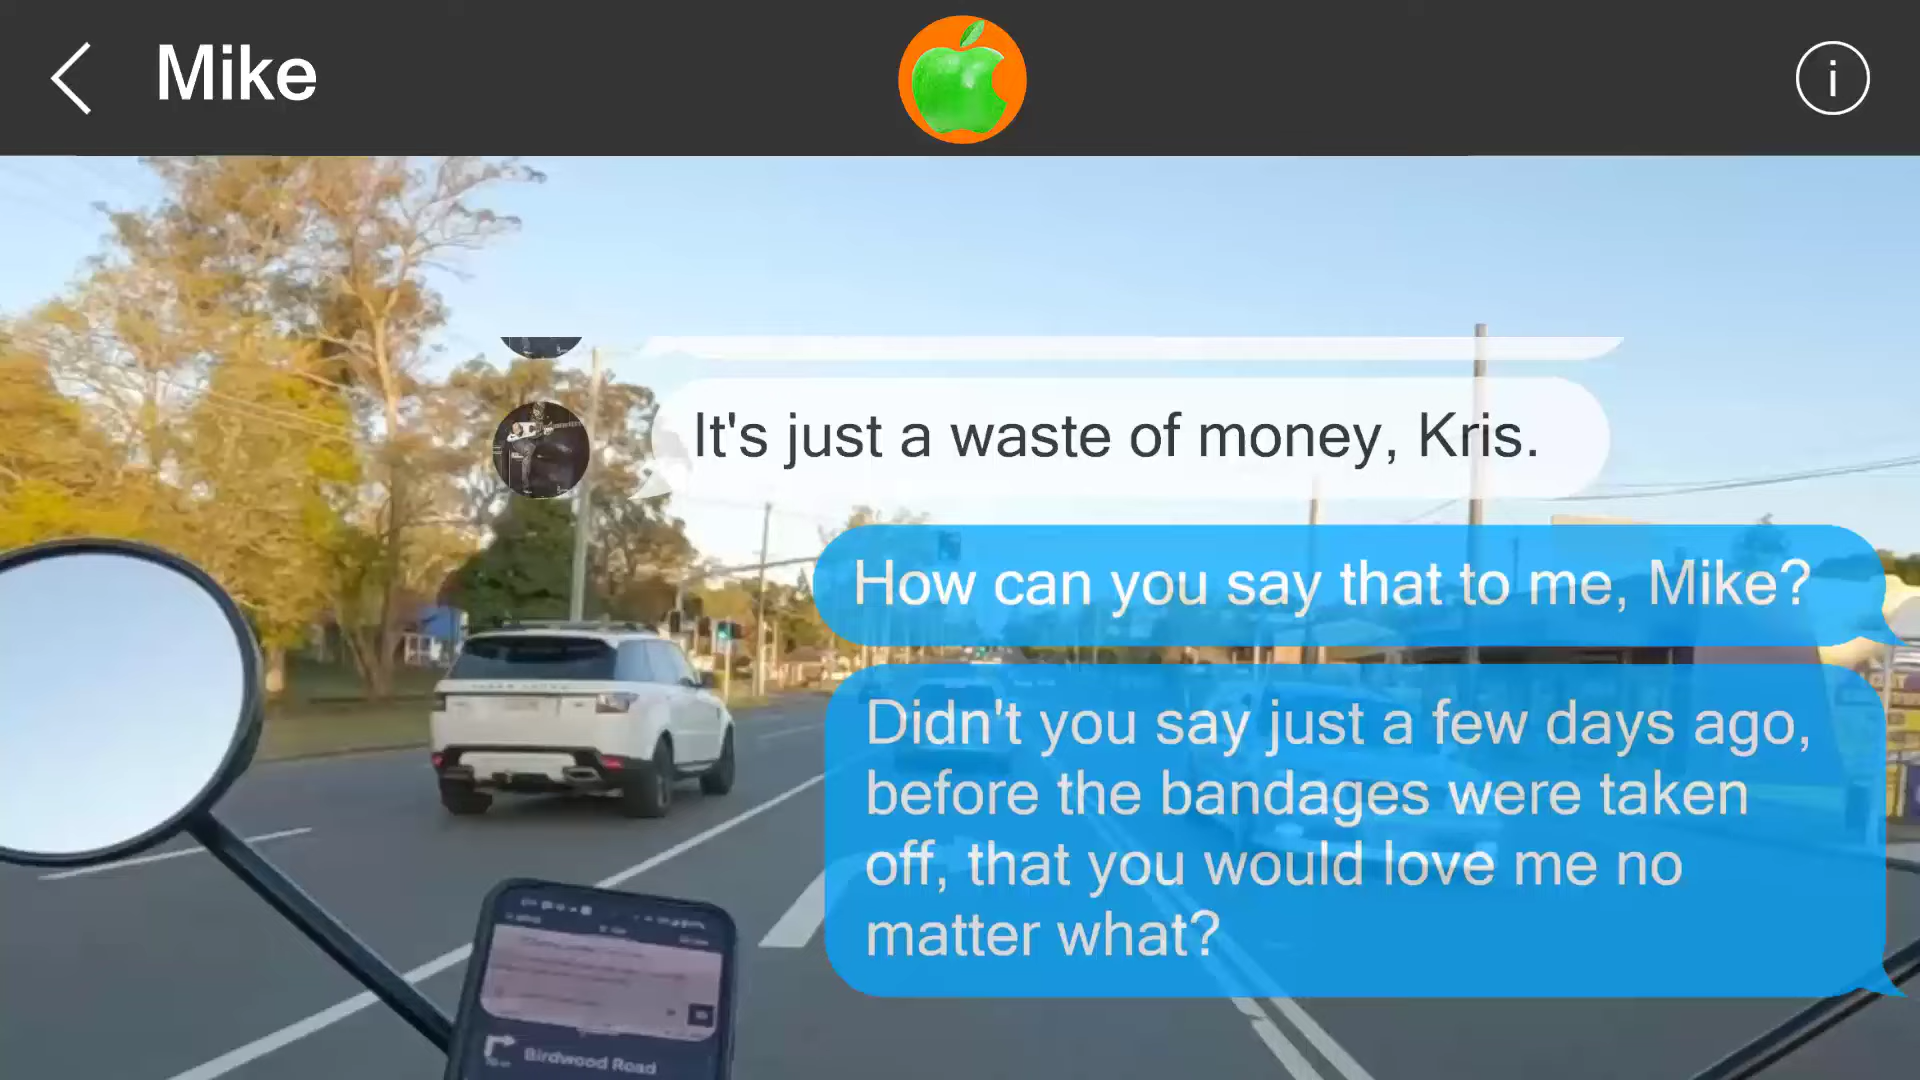 Mike
i
It's just a waste of money, Kris.
How can you say that to me, Mike?
Didn't you say just a few days ago,
before the bandages were taken
off, that you would love me no
matter what?
Birdwood Road